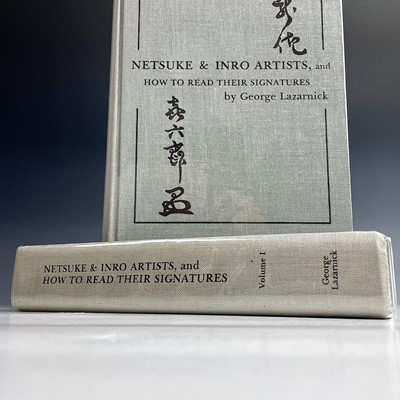 NETSUKE & INRO ARTISTS, and
HOW TO READ THEIR SIGNATURES
by George Lazarnick
NETSUKE & INRO ARTISTS, and
HOW TO READ THEIR SIGNATURES
Volume I
George
Lazarnick